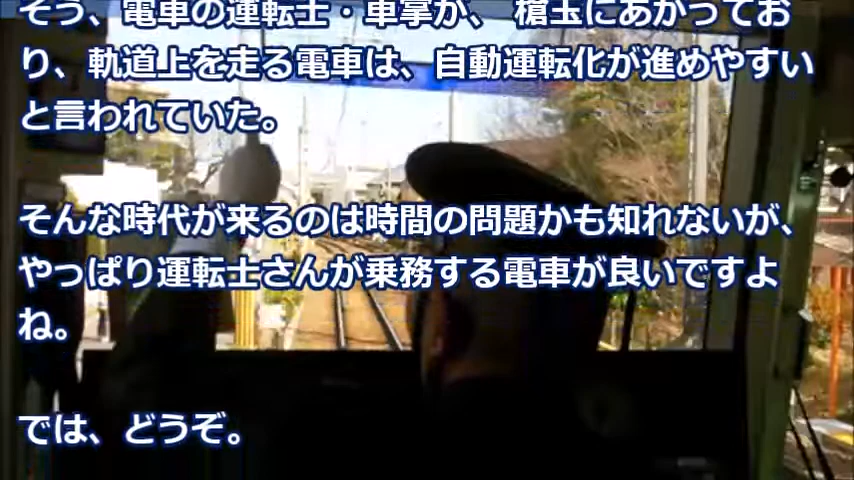 そう、電車の運転士・車掌が、 槍玉にあがってお
り、軌道上を走る電車は、自動運転化が進めやすい
と言われていた。
そんな時代が来るのは時間の問題かも知れないが、
やっぱり運転士さんが乗務する電車が良いですよ
ね。
では、どうぞ。